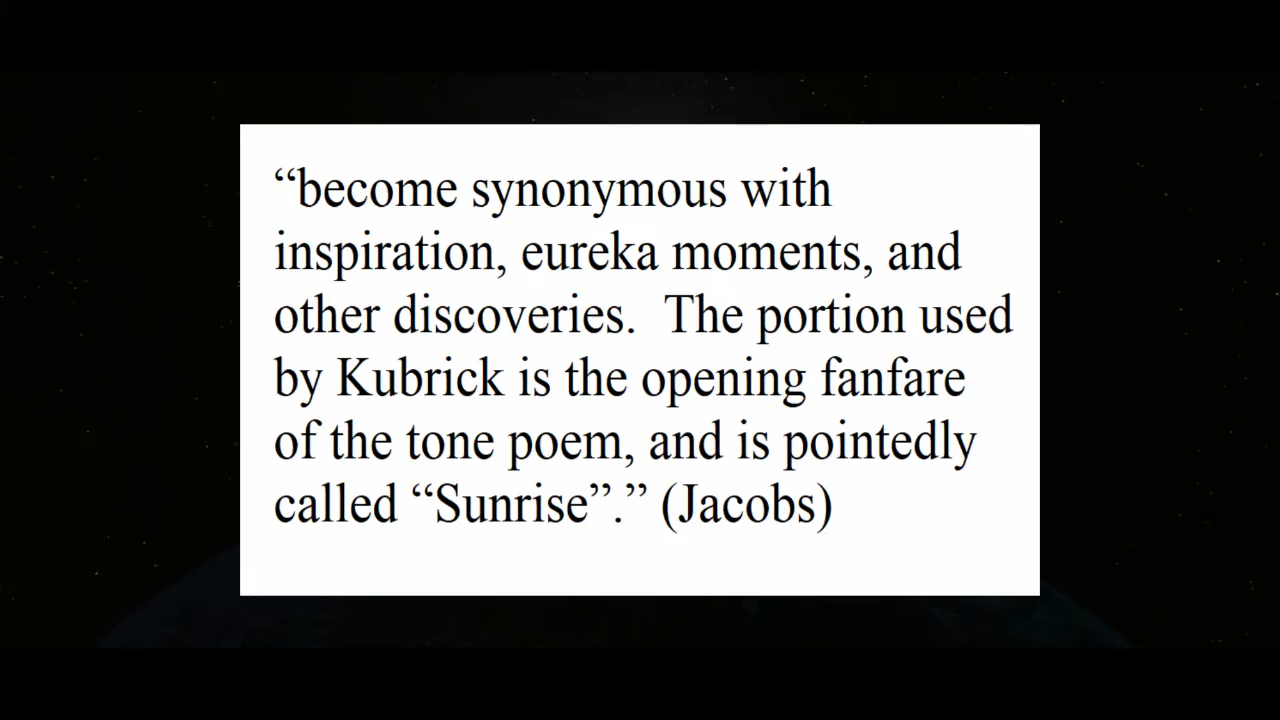 “become synonymous with
inspiration, eureka moments, and
other discoveries.  The portion used
by Kubrick is the opening fanfare
of the tone poem, and is pointedly
called “Sunrise”.” (Jacobs)